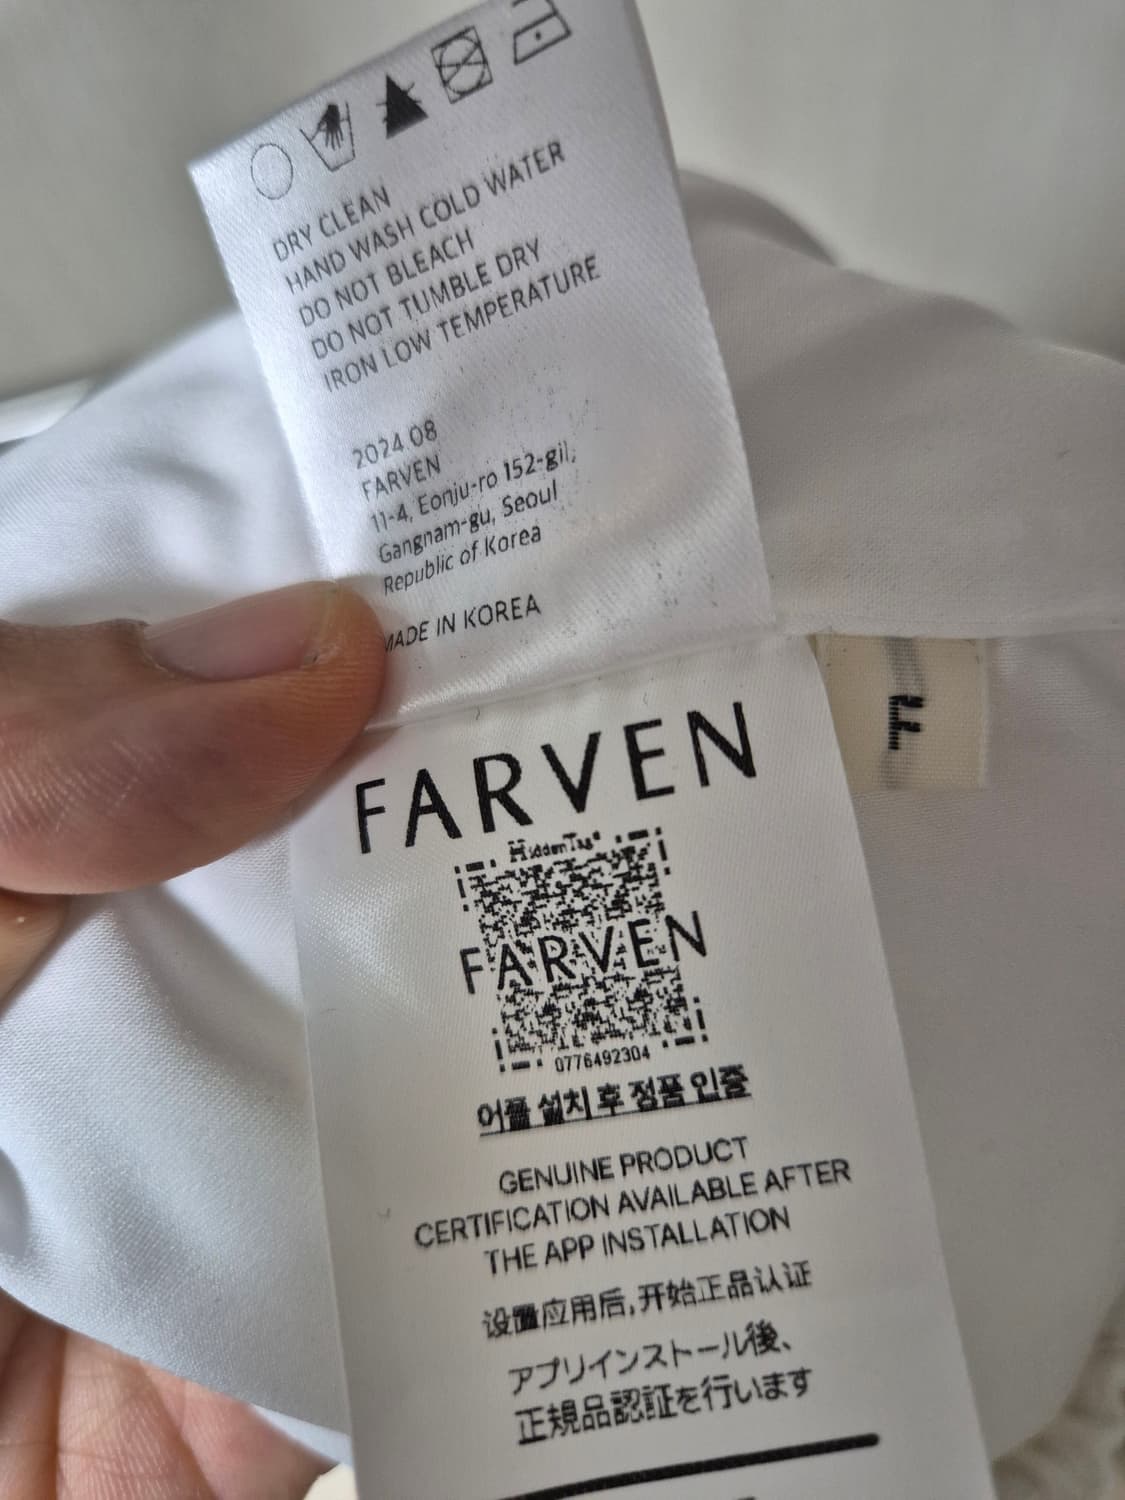 DRY CLEAN
HAND WASH COLD WATER
DO NOT BLEACH
DO NOT TUMBLE DRY
IRON LOW TEMPERATURE
2024.08
FARVEN
11-4, Eonju-ro 152-gil,
Gangnam-gu, Seoul
Republic of Korea
MADE IN KOREA
F
FARVEN
HiddenTag®
FARVEN
0776492304
어플 설치 후 정품 인증
GENUINE PRODUCT
CERTIFICATION AVAILABLE AFTER
THE APP INSTALLATION
设置应用后,开始正品认证
アプリインストール後、
正規品認証を行います